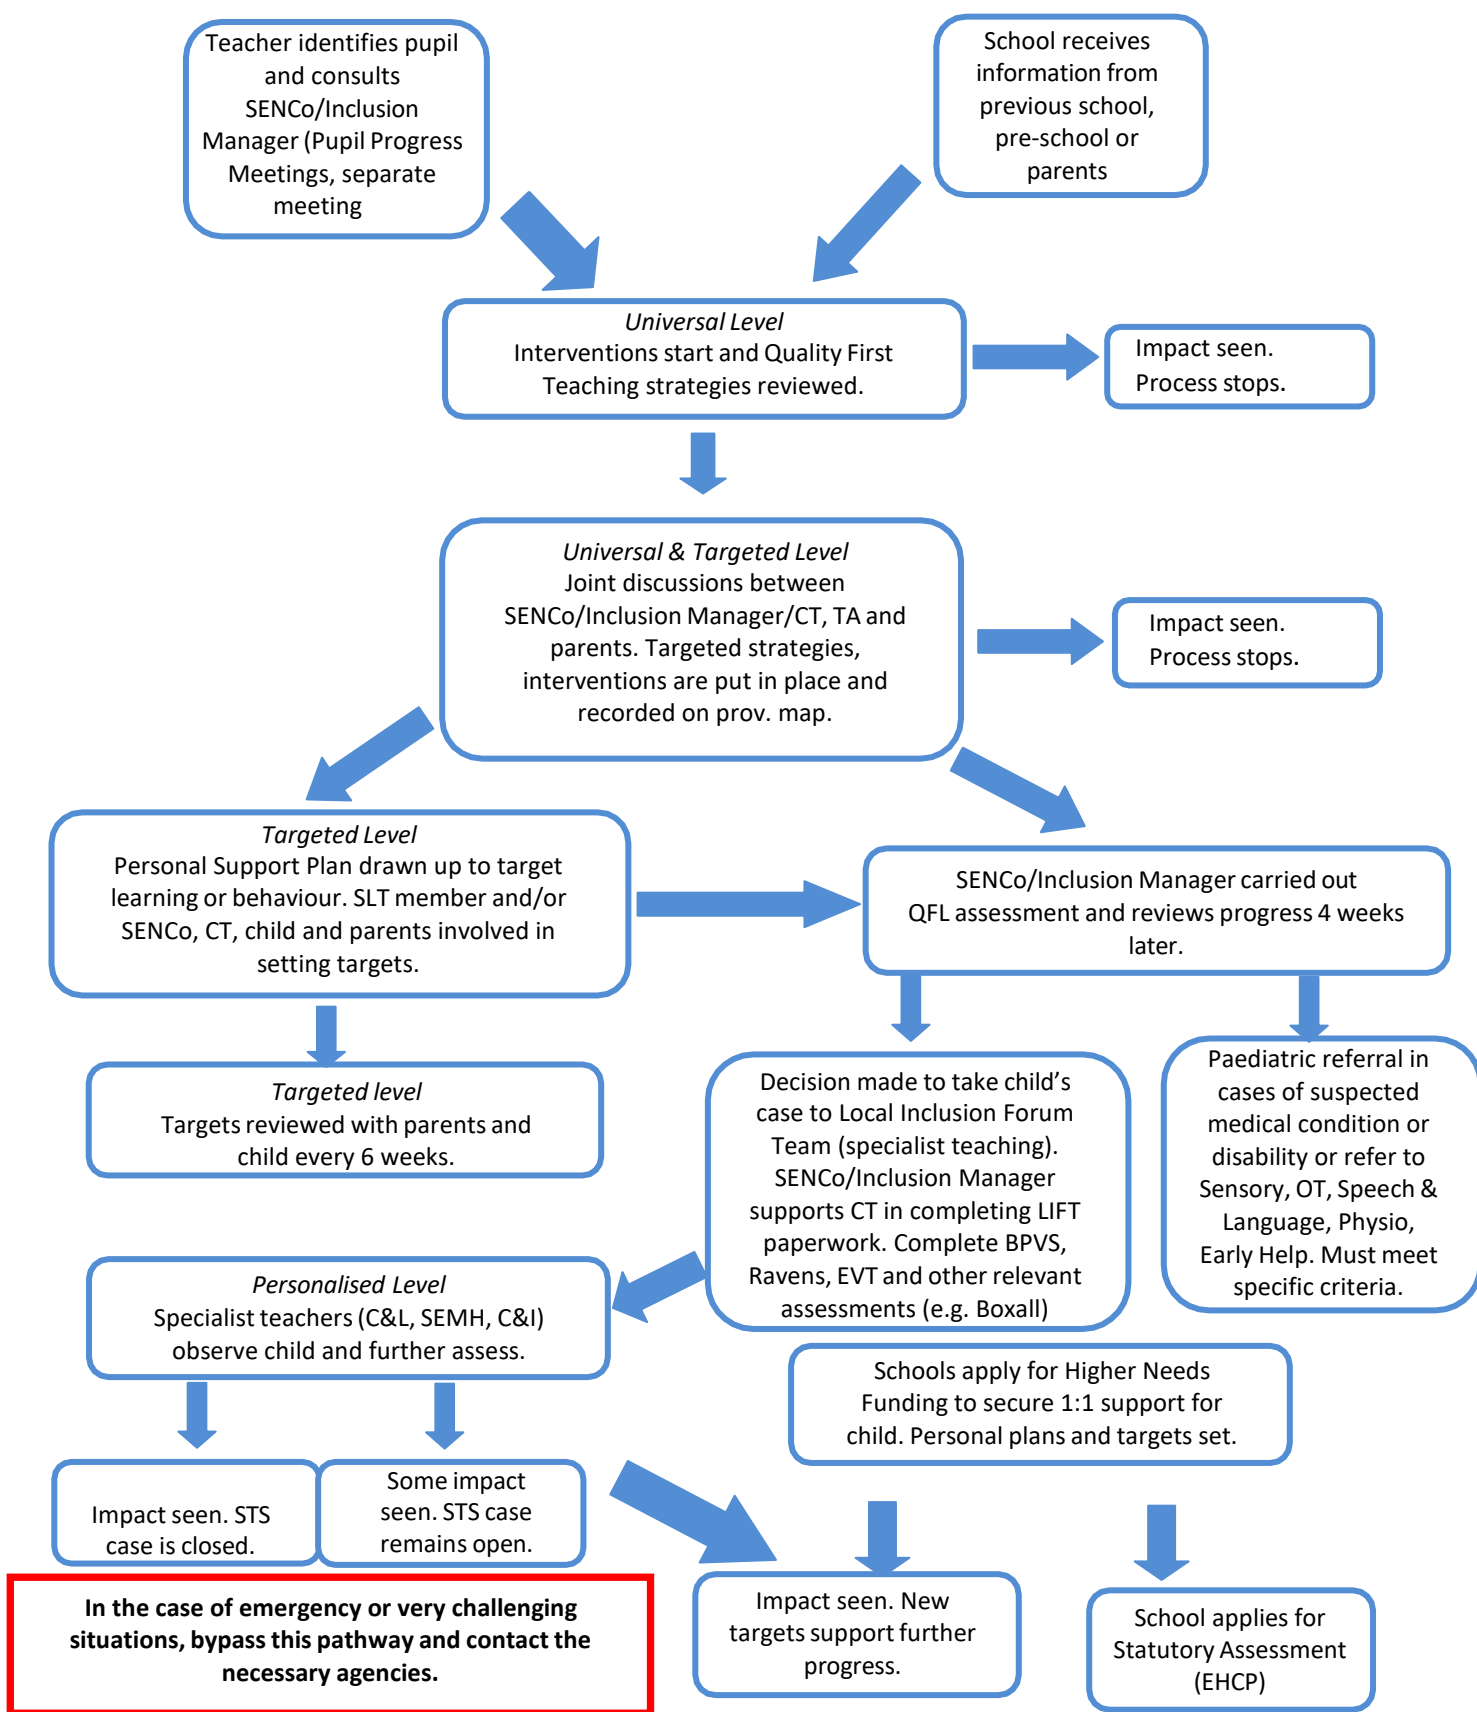 Teacher identifies pupil
and consults
SENCo/Inclusion
Manager (Pupil Progress
Meetings, separate
meeting
School receives
information from
previous school,
pre-school or
parents
Universal Level
Interventions start and Quality First
Teaching strategies reviewed.
Impact seen.
Process stops.
Universal & Targeted Level
Joint discussions between
SENCo/Inclusion Manager/CT, TA and
parents. Targeted strategies,
interventions are put in place and
recorded on prov. map.
Impact seen.
Process stops.
Targeted Level
Personal Support Plan drawn up to target
learning or behaviour. SLT member and/or
SENCo, CT, child and parents involved in
setting targets.
SENCo/Inclusion Manager carried out
QFL assessment and reviews progress 4 weeks
later.
Targeted level
Targets reviewed with parents and
child every 6 weeks.
Decision made to take child’s
case to Local Inclusion Forum
Team (specialist teaching).
SENCo/Inclusion Manager
supports CT in completing LIFT
paperwork. Complete BPVS,
Ravens, EVT and other relevant
assessments (e.g. Boxall)
Paediatric referral in
cases of suspected
medical condition or
disability or refer to
Sensory, OT, Speech &
Language, Physio,
Early Help. Must meet
specific criteria.
Personalised Level
Specialist teachers (C&L, SEMH, C&I)
observe child and further assess.
Schools apply for Higher Needs
Funding to secure 1:1 support for
child. Personal plans and targets set.
Impact seen. STS
case is closed.
Some impact
seen. STS case
remains open.
In the case of emergency or very challenging
situations, bypass this pathway and contact the
necessary agencies.
Impact seen. New
targets support further
progress.
School applies for
Statutory Assessment
(EHCP)